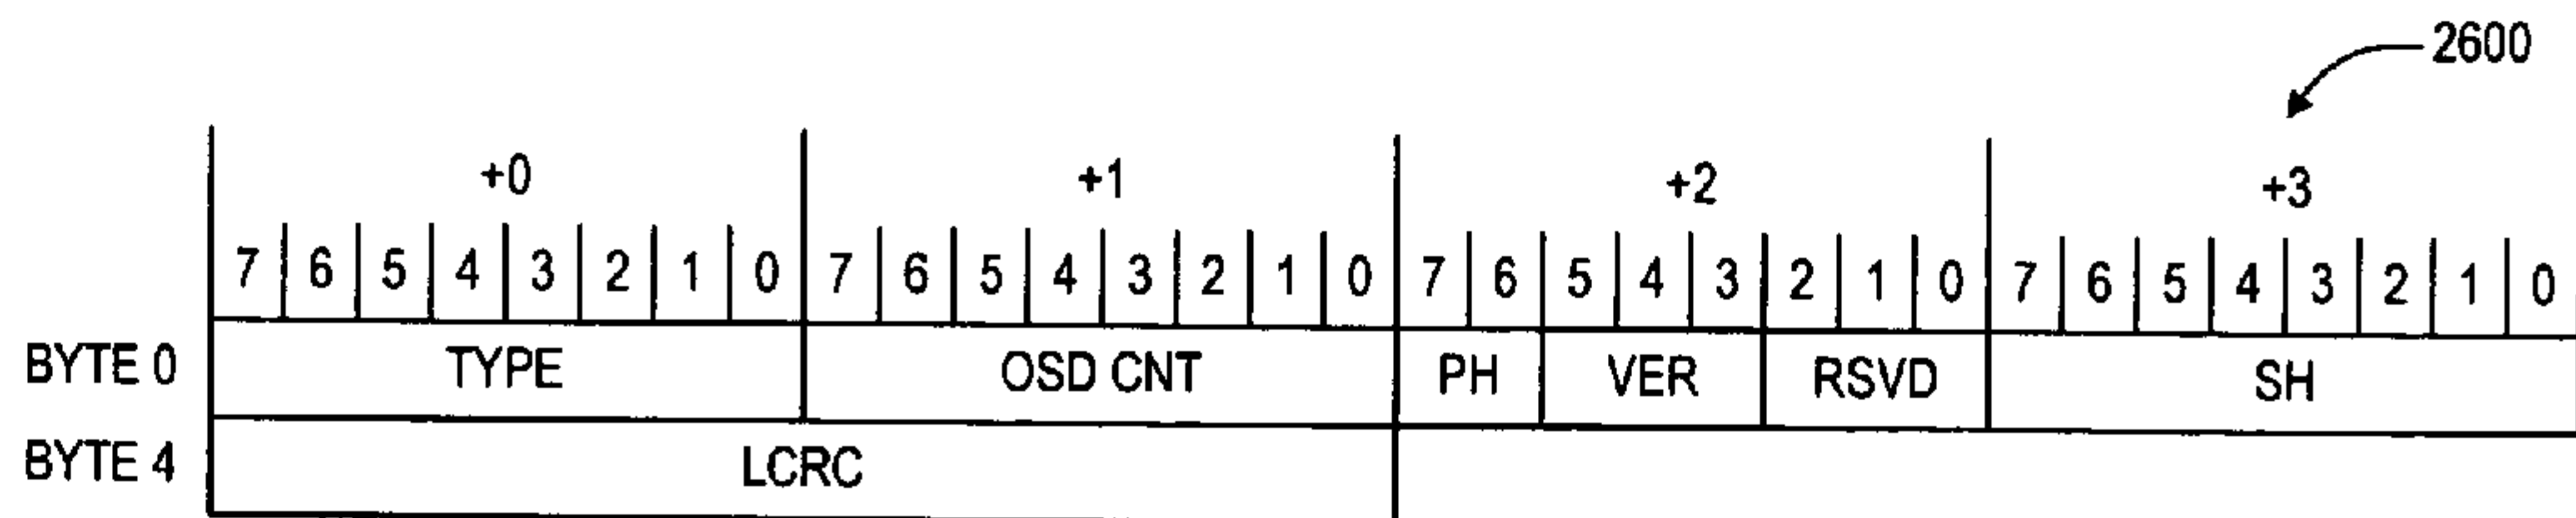 2600
+0 +1 +2 +3
7 6 5 4 3 2 1 0 7 6 5 4 3 2 1 0 7 6 5 4 3 2 1 0 7 6 5 4 3 2 1 0
BYTE 0 TYPE OSD CNT PH VER RSVD SH
BYTE 4 LCRC